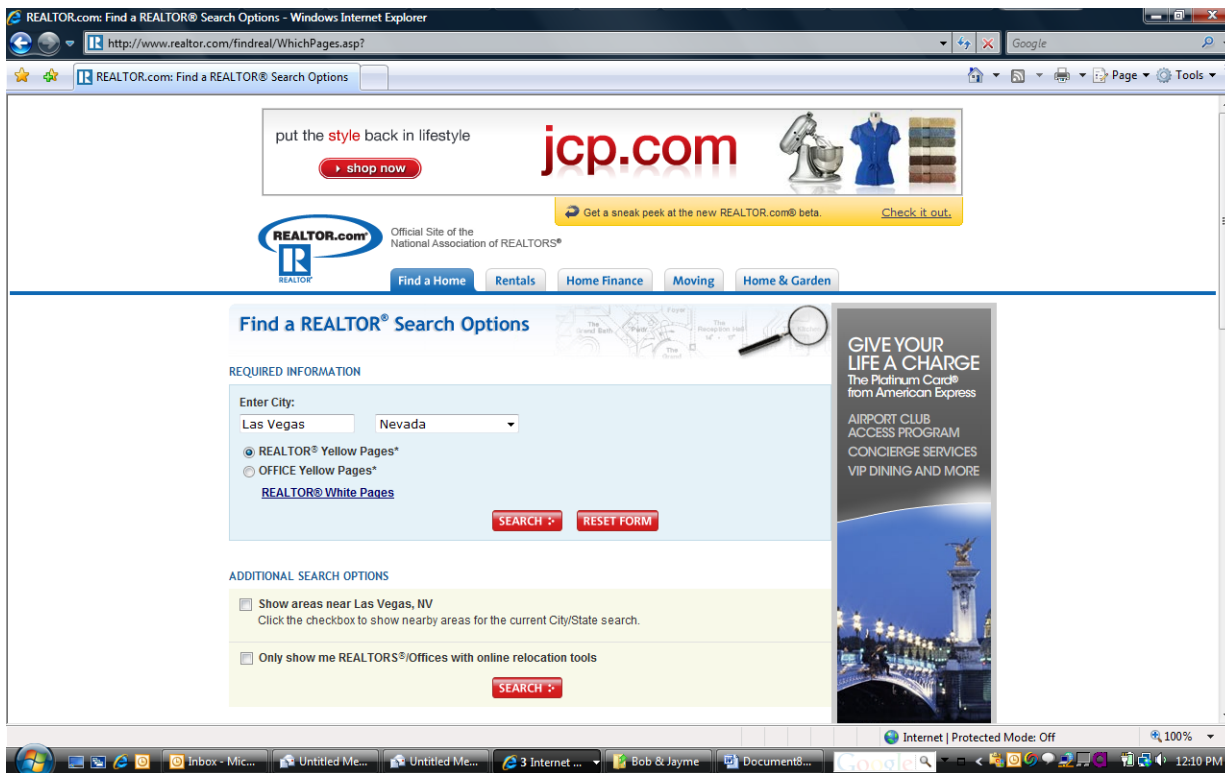 REALTOR.com: Find a REALTOR® Search Options - Windows Internet Explorer
http://www.realtor.com/findreal/WhichPages.asp?
Google
REALTOR.com: Find a REALTOR® Search Options
Page
Tools
put the style back in lifestyle
shop now
jcp.com
Get a sneak peek at the new REALTOR.com® beta.
Check it out.
REALTOR.com®
REALTOR®
Official Site of the
National Association of REALTORS®
Find a Home
Rentals
Home Finance
Moving
Home & Garden
Find a REALTOR® Search Options
REQUIRED INFORMATION
Enter City:
Las Vegas
Nevada
REALTOR® Yellow Pages*
OFFICE Yellow Pages*
REALTOR® White Pages
SEARCH
RESET FORM
ADDITIONAL SEARCH OPTIONS
Show areas near Las Vegas, NV
Click the checkbox to show nearby areas for the current City/State search.
Only show me REALTORS®/Offices with online relocation tools
SEARCH
GIVE YOUR
LIFE A CHARGE
The Platinum Card®
from American Express
AIRPORT CLUB
ACCESS PROGRAM
CONCIERGE SERVICES
VIP DINING AND MORE
Internet | Protected Mode: Off
100%
Inbox - Mic...
Untitled Me...
Untitled Me...
3 Internet ...
Bob & Jayme
Document8...
Google
12:10 PM